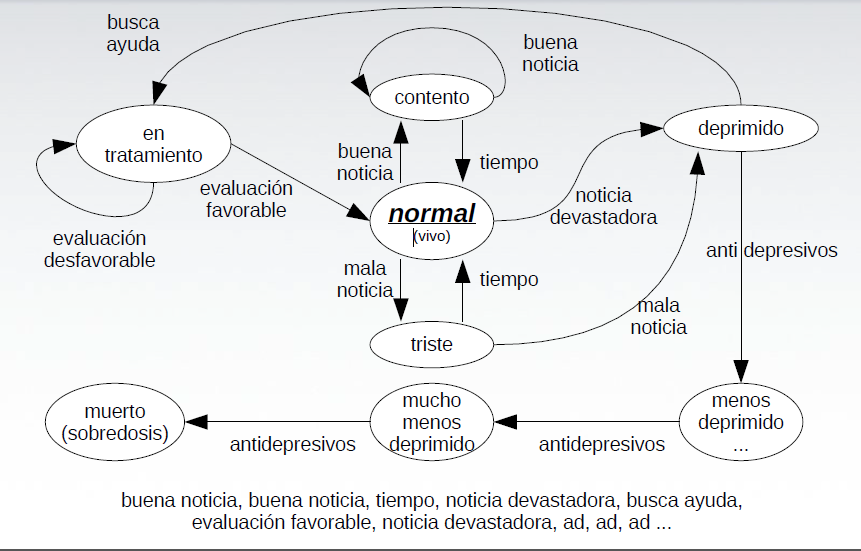 busca
ayuda
buena
noticia
contento
en
tratamiento
deprimido
buena
noticia
tiempo
evaluación
favorable
normal
(vivo)
noticia
devastadora
evaluación
desfavorable
anti depresivos
mala
noticia
tiempo
mala
noticia
triste
muerto
(sobredosis)
mucho
menos
deprimido
menos
deprimido
...
antidepresivos
antidepresivos
buena noticia, buena noticia, tiempo, noticia devastadora, busca ayuda,
evaluación favorable, noticia devastadora, ad, ad, ad ...